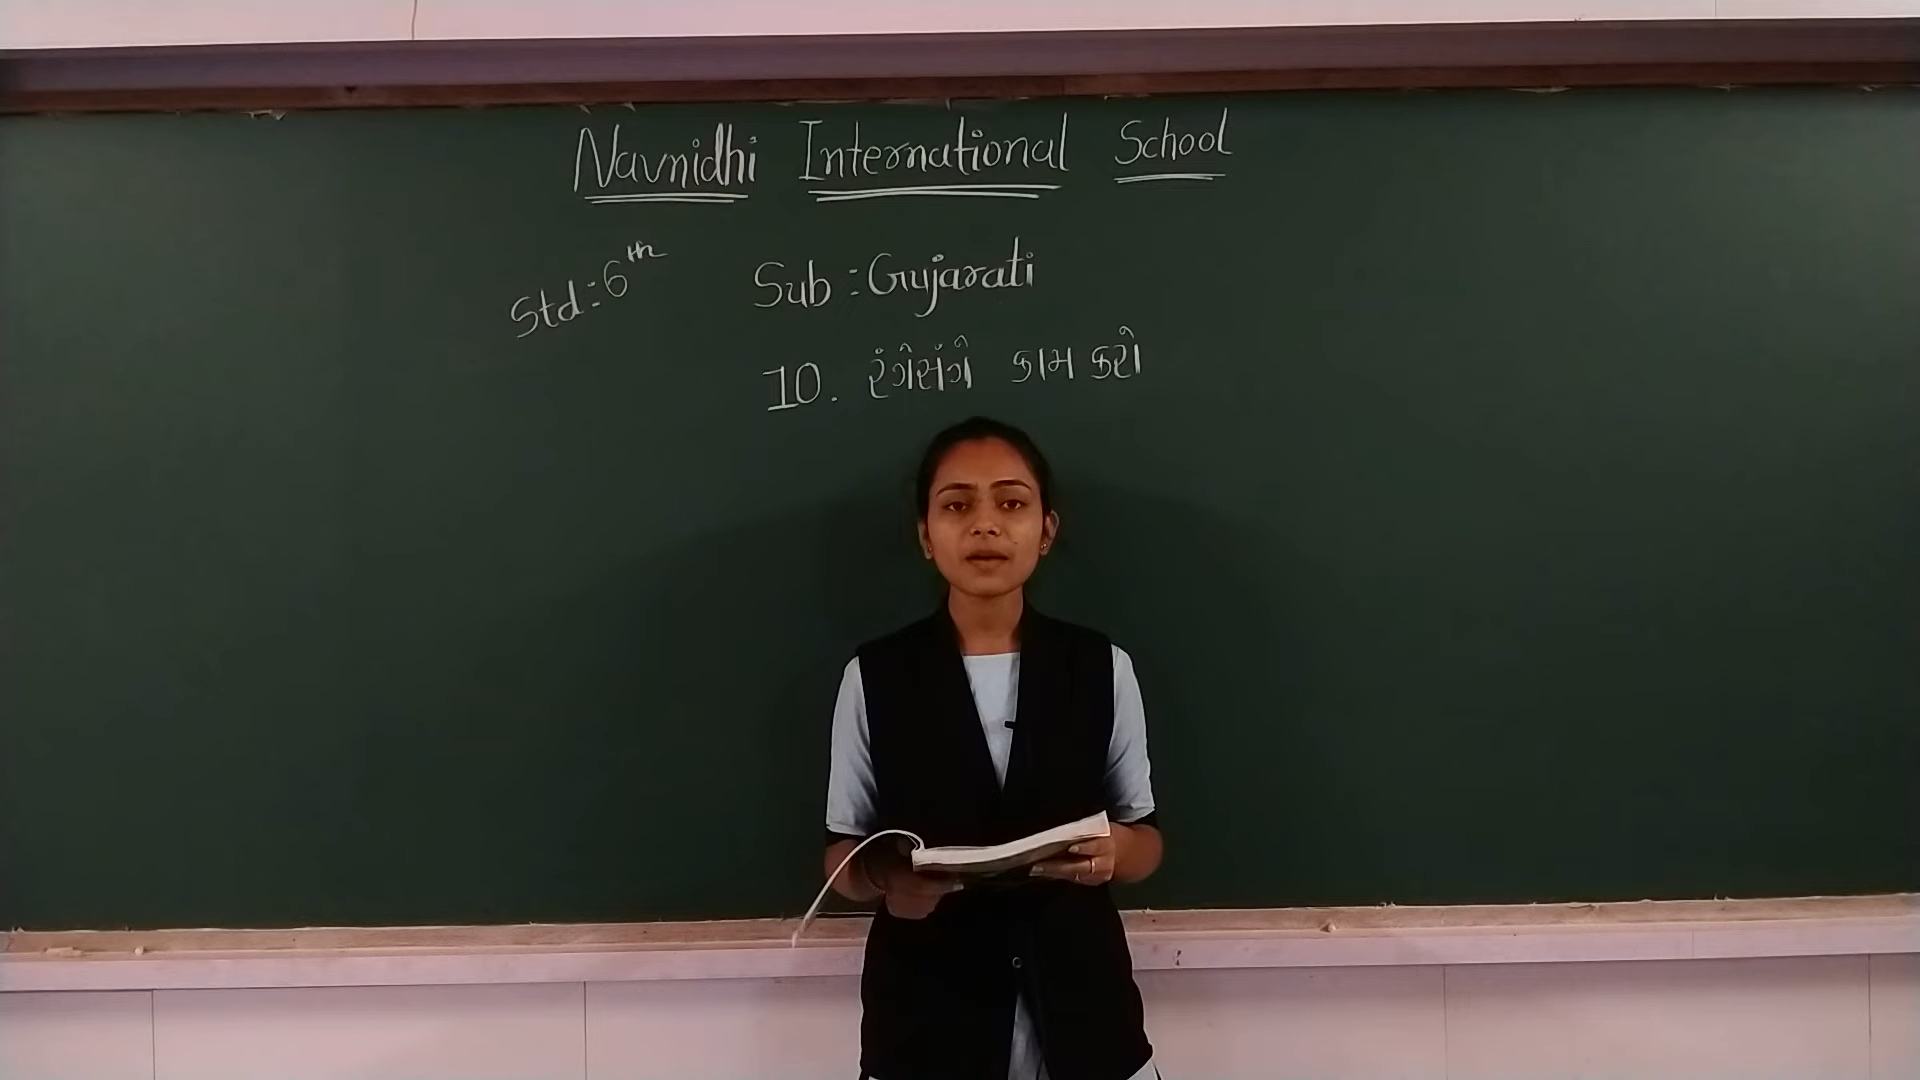 Navnidhi International School
Std:6th Sub:Gujarati
10. રંગેસંગે કામ કરો